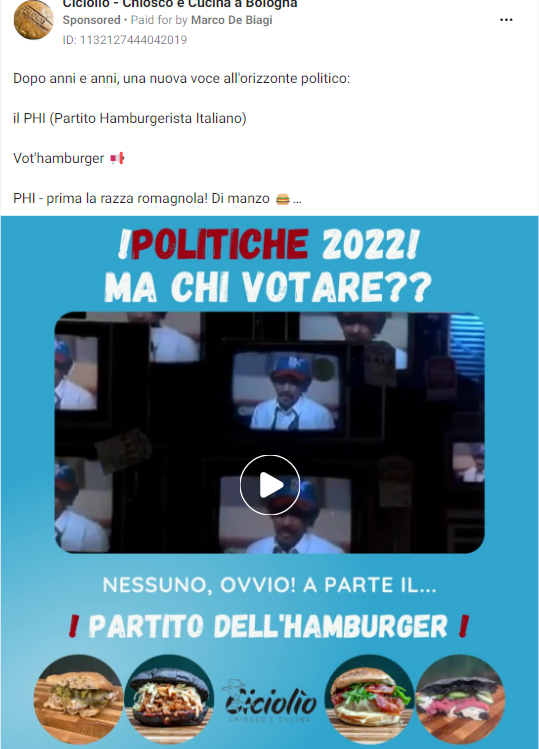 Ciciolio - Chiosco e Cucina a Bologna
Sponsored • Paid for by Marco De Biagi
ID: 1132127444042019
Dopo anni e anni, una nuova voce all'orizzonte politico:
il PHI (Partito Hamburgerista Italiano)
Vot'hamburger 📢
PHI - prima la razza romagnola! Di manzo 🍔 ...
!POLITICHE 2022!
MA CHI VOTARE??
NESSUNO, OVVIO! A PARTE IL...
! PARTITO DELL'HAMBURGER !
Ciciolio
CHIOSCO E CUCINA